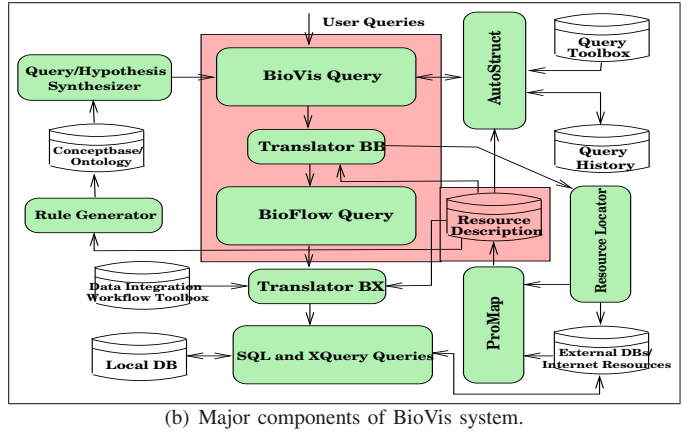 User Queries
Query
Toolbox
Query/Hypothesis
Synthesizer
BioVis Query
AutoStruct
Conceptbase/
Ontology
Translator BB
Query
History
Rule Generator
BioFlow Query
Resource
Description
Resource Locator
Data Integration
Workflow Toolbox
Translator BX
ProMap
Local DB
SQL and XQuery Queries
External DBs/
Internet Resources
(b) Major components of BioVis system.